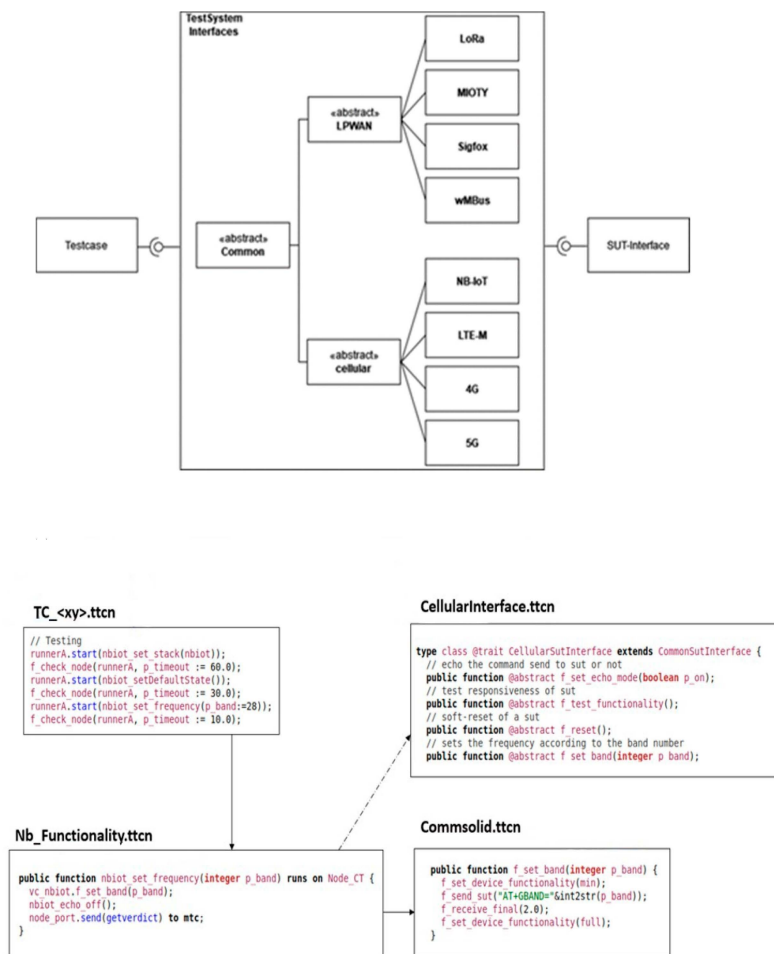 TestSystem
Interfaces
LoRa
MIOTY
«abstract»
LPWAN
Sigfox
wMBus
Testcase
«abstract»
Common
SUT-Interface
NB-IoT
LTE-M
«abstract»
cellular
4G
5G
TC_<xy>.ttcn
// Testing
runnerA.start(nbiot_set_stack(nbiot));
f_check_node(runnerA, p_timeout := 60.0);
runnerA.start(nbiot_setDefaultState());
f_check_node(runnerA, p_timeout := 30.0);
runnerA.start(nbiot_set_frequency(p_band:=28));
f_check_node(runnerA, p_timeout := 10.0);
CellularInterface.ttcn
type class @trait CellularSutInterface extends CommonSutInterface {
// echo the command send to sut or not
public function @abstract f_set_echo_mode(boolean p_on);
// test responsiveness of sut
public function @abstract f_test_functionality();
// soft-reset of a sut
public function @abstract f_reset();
// sets the frequency according to the band number
public function @abstract f set band(integer p band);
Nb_Functionality.ttcn
public function nbiot_set_frequency(integer p_band) runs on Node_CT {
vc_nbiot.f_set_band(p_band);
nbiot_echo_off();
node_port.send(getverdict) to mtc;
}
Commsolid.ttcn
public function f_set_band(integer p_band) {
f_set_device_functionality(min);
f_send_sut("AT+GBAND="&int2str(p_band));
f_receive_final(2.0);
f_set_device_functionality(full);
}